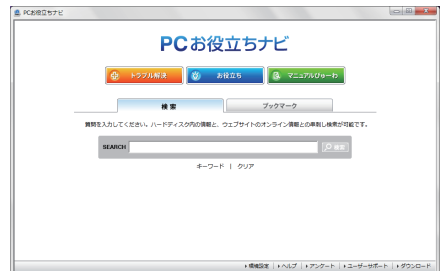 PCお役立ちナビ
PCお役立ちナビ
トラブル解決 お役立ち マニュアルびゅーわ
検索 ブックマーク
質問を入力してください。ハードディスク内の情報と、ウェブサイトのオンライン情報との串刺し検索が可能です。
SEARCH 検索
キーワード | クリア
環境設定 ヘルプ アンケート ユーザーサポート ダウンロード